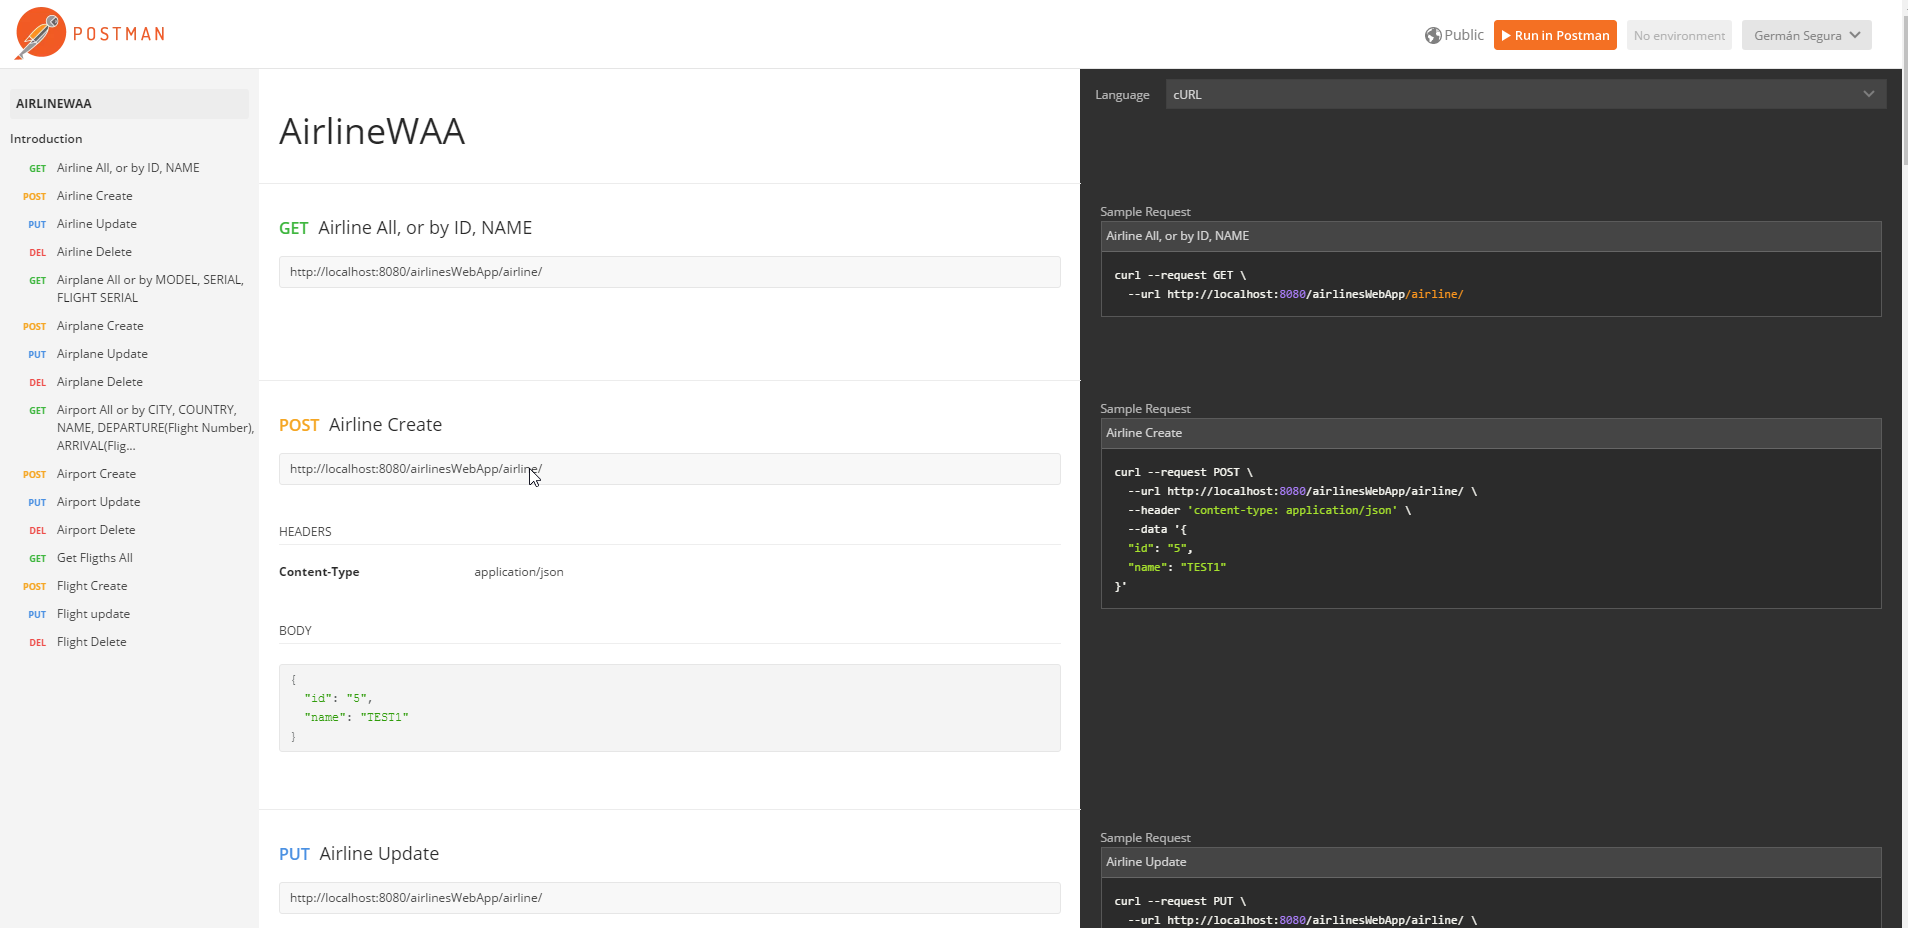 POSTMAN
Public
Run in Postman
No environment
Germán Segura
AIRLINEWAA
Introduction
GET Airline All, or by ID, NAME
POST Airline Create
PUT Airline Update
DEL Airline Delete
GET Airplane All or by MODEL, SERIAL,
FLIGHT SERIAL
POST Airplane Create
PUT Airplane Update
DEL Airplane Delete
GET Airport All or by CITY, COUNTRY,
NAME, DEPARTURE(Flight Number),
ARRIVAL(Flig...
POST Airport Create
PUT Airport Update
DEL Airport Delete
GET Get Fligths All
POST Flight Create
PUT Flight update
DEL Flight Delete
AirlineWAA
GET Airline All, or by ID, NAME
http://localhost:8080/airlinesWebApp/airline/
POST Airline Create
http://localhost:8080/airlinesWebApp/airline/
HEADERS
Content-Type application/json
BODY
{
"id": "5",
"name": "TEST1"
}
PUT Airline Update
http://localhost:8080/airlinesWebApp/airline/
Language cURL
Sample Request
Airline All, or by ID, NAME
curl --request GET \
--url http://localhost:8080/airlinesWebApp/airline/
Sample Request
Airline Create
curl --request POST \
--url http://localhost:8080/airlinesWebApp/airline/ \
--header 'content-type: application/json' \
--data '{
"id": "5",
"name": "TEST1"
}'
Sample Request
Airline Update
curl --request PUT \
--url http://localhost:8080/airlinesWebApp/airline/ \